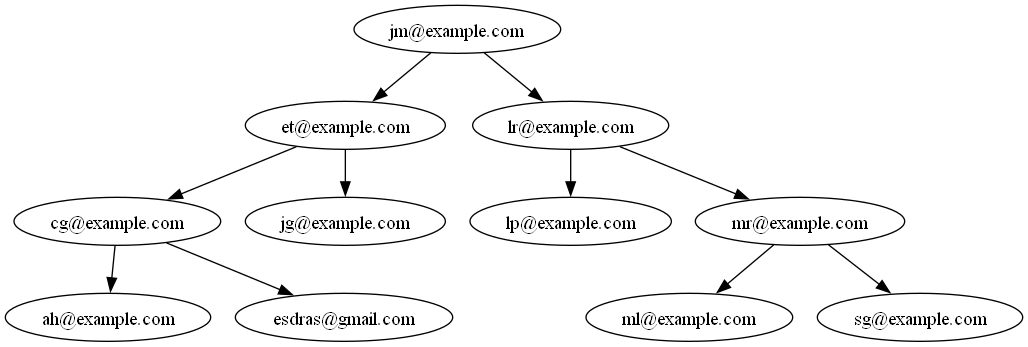 jm@example.com
et@example.com
lr@example.com
cg@example.com
jg@example.com
lp@example.com
mr@example.com
ah@example.com
esdras@gmail.com
ml@example.com
sg@example.com